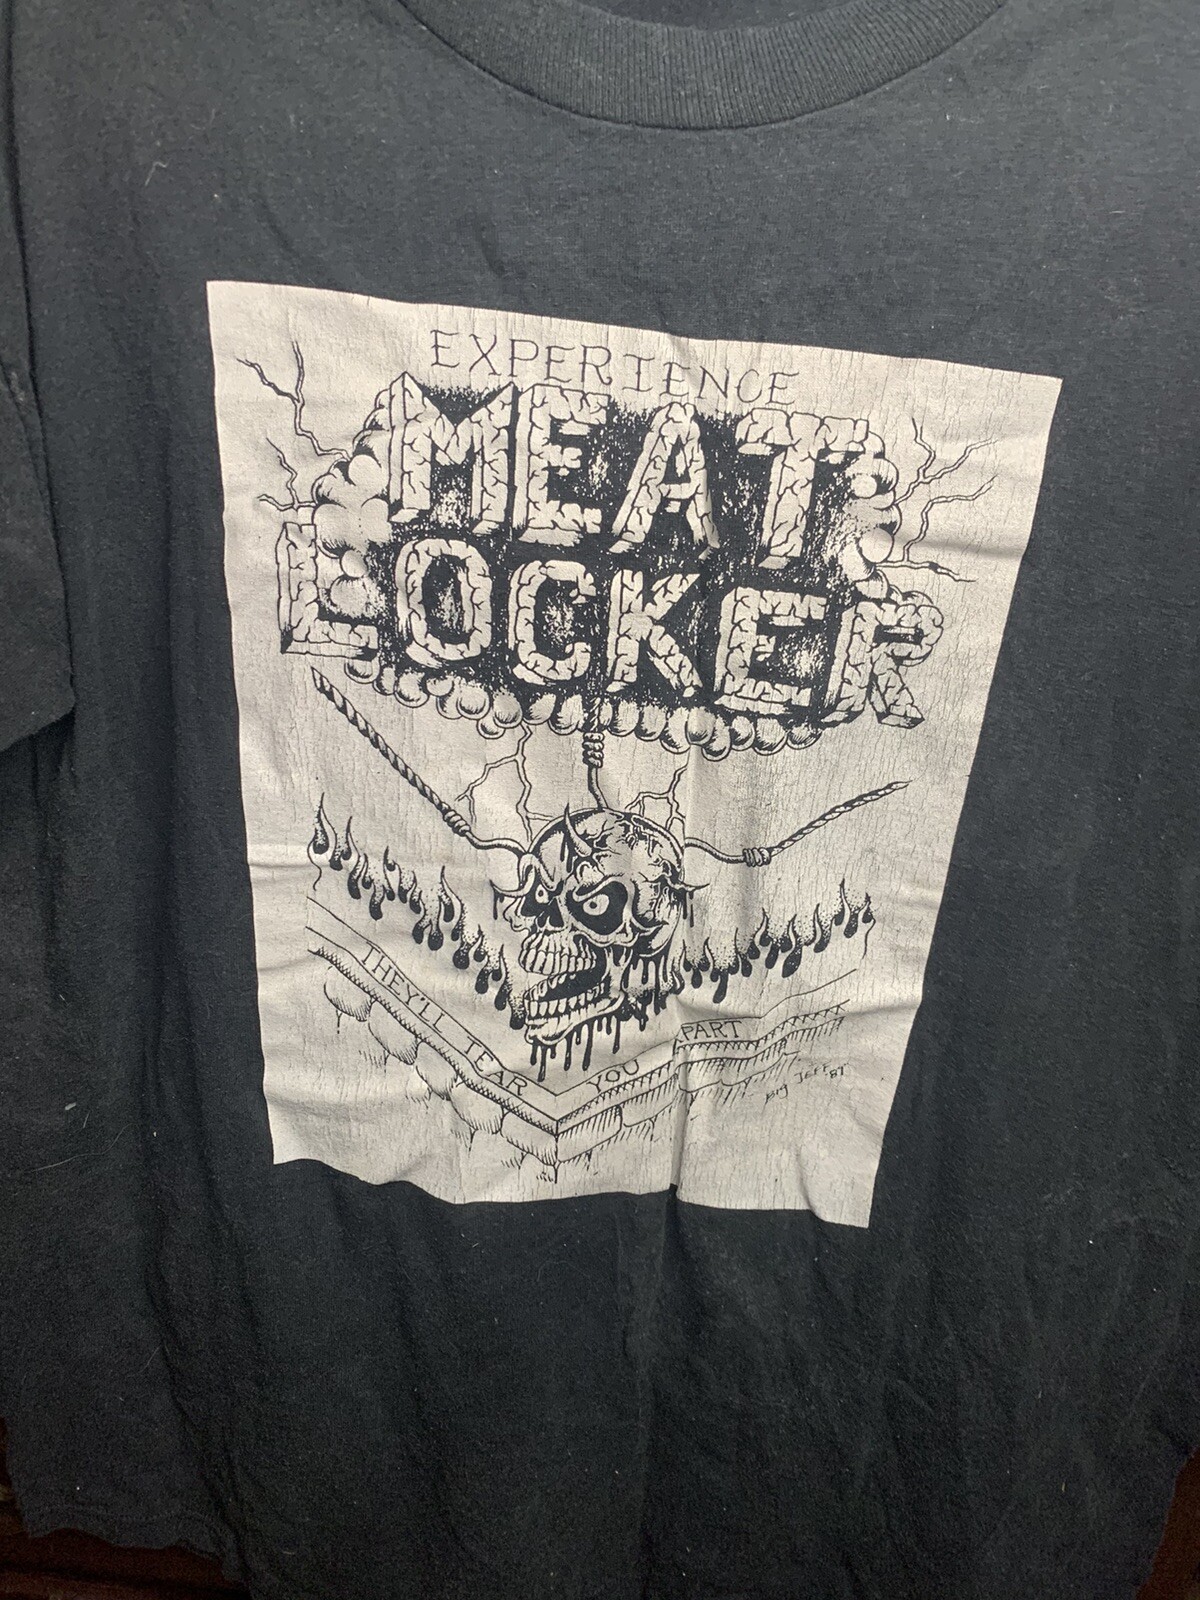 EXPERIENCE
MEAT
LOCKER
THEY'LL TEAR YOU APART
BIG JEFF '87